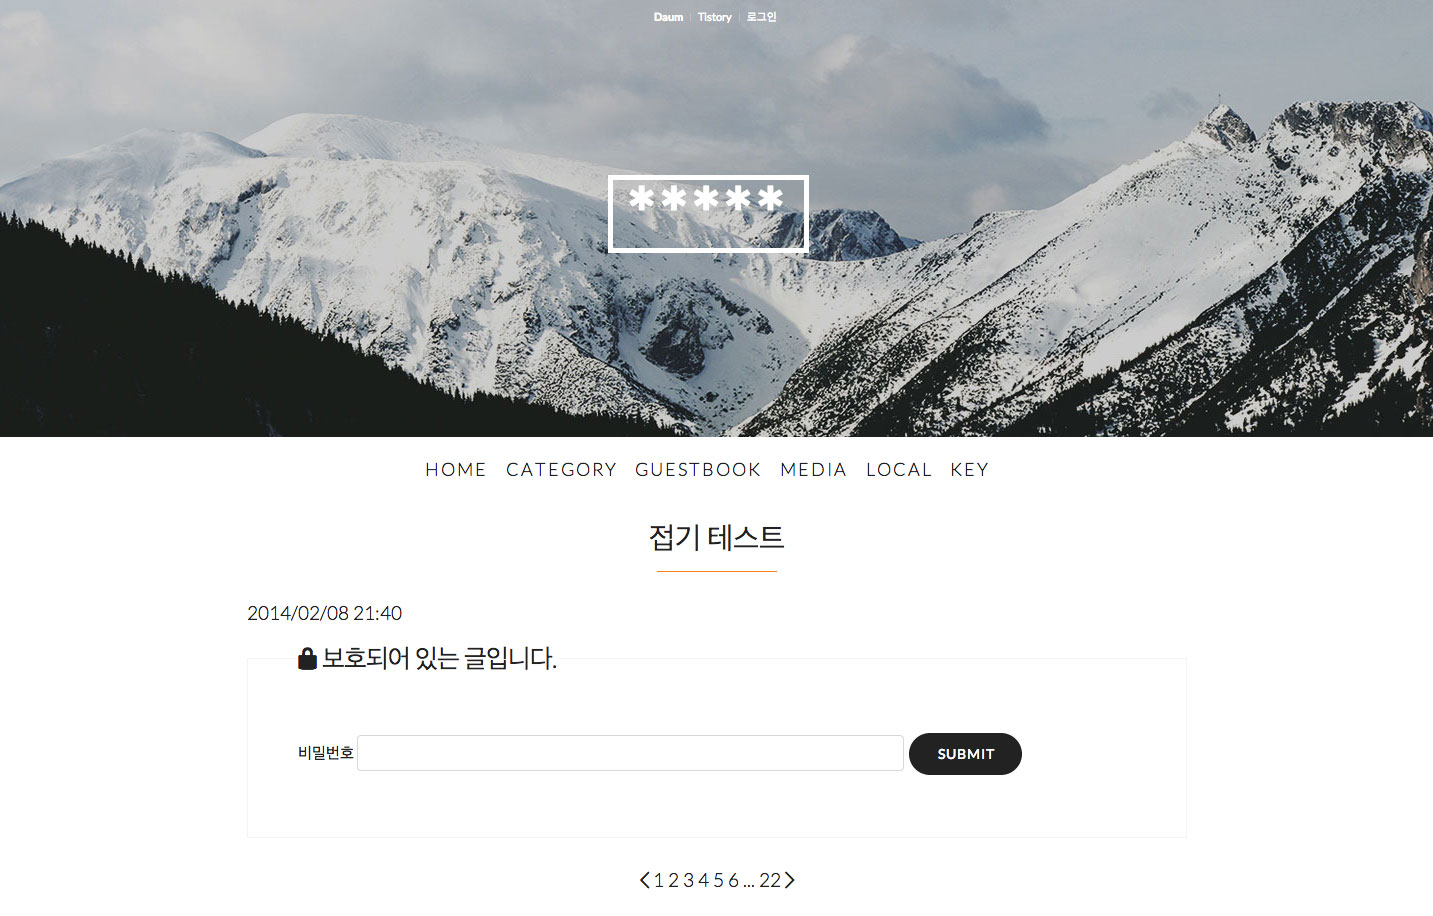 Daum | Tistory | 로그인
*****
HOME CATEGORY GUESTBOOK MEDIA LOCAL KEY
접기 테스트
2014/02/08 21:40
보호되어 있는 글입니다.
비밀번호 SUBMIT
1 2 3 4 5 6 ... 22